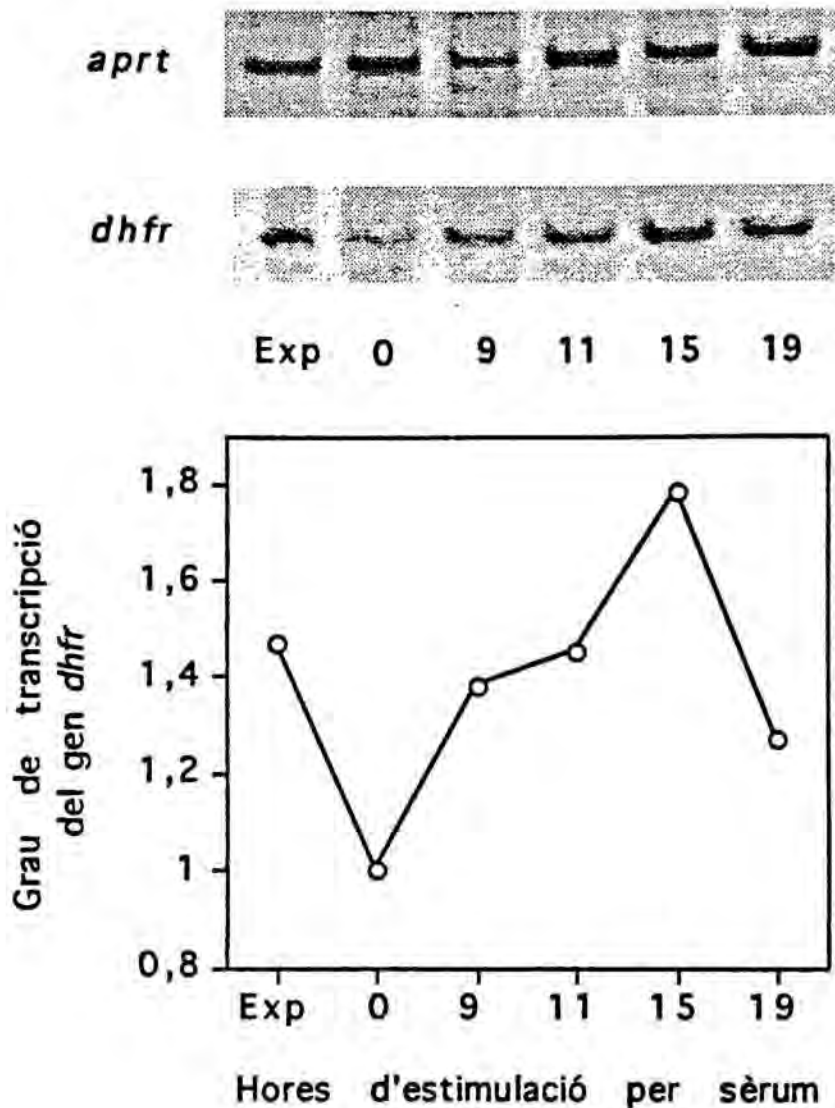 aprt
dhfr
Exp 0 9 11 15 19
Grau de transcripció
del gen dhfr
1,8
1,6
1,4
1,2
1
0,8
Exp 0 9 11 15 19
Hores d'estimulació per sèrum